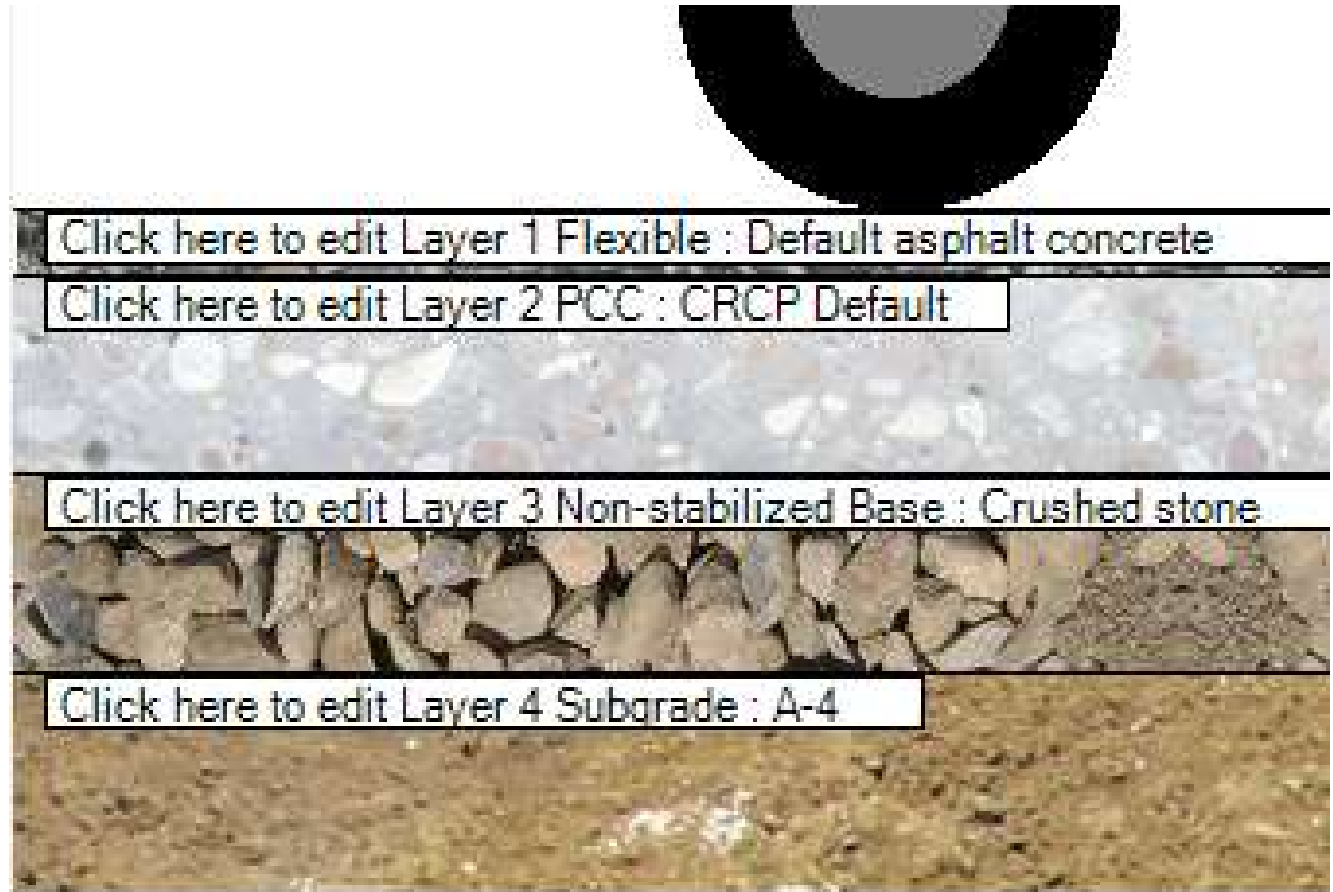 Click here to edit Layer 1 Flexible : Default asphalt concrete
Click here to edit Layer 2 PCC : CRCP Default
Click here to edit Layer 3 Non-stabilized Base : Crushed stone
Click here to edit Layer 4 Subgrade : A-4